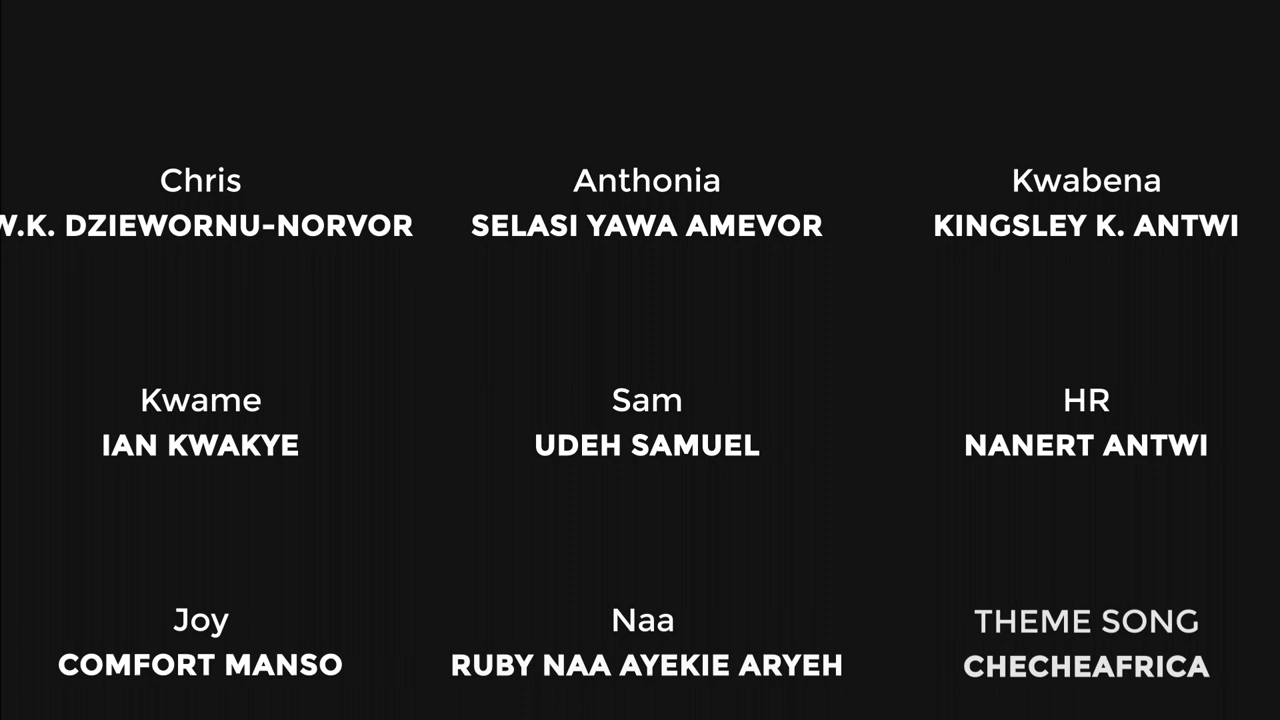 Chris
W.K. DZIEWORNU-NORVOR
Anthonia
SELASI YAWA AMEVOR
Kwabena
KINGSLEY K. ANTWI
Kwame
IAN KWAKYE
Sam
UDEH SAMUEL
HR
NANERT ANTWI
Joy
COMFORT MANSO
Naa
RUBY NAA AYEKIE ARYEH
THEME SONG
CHECHEAFRICA